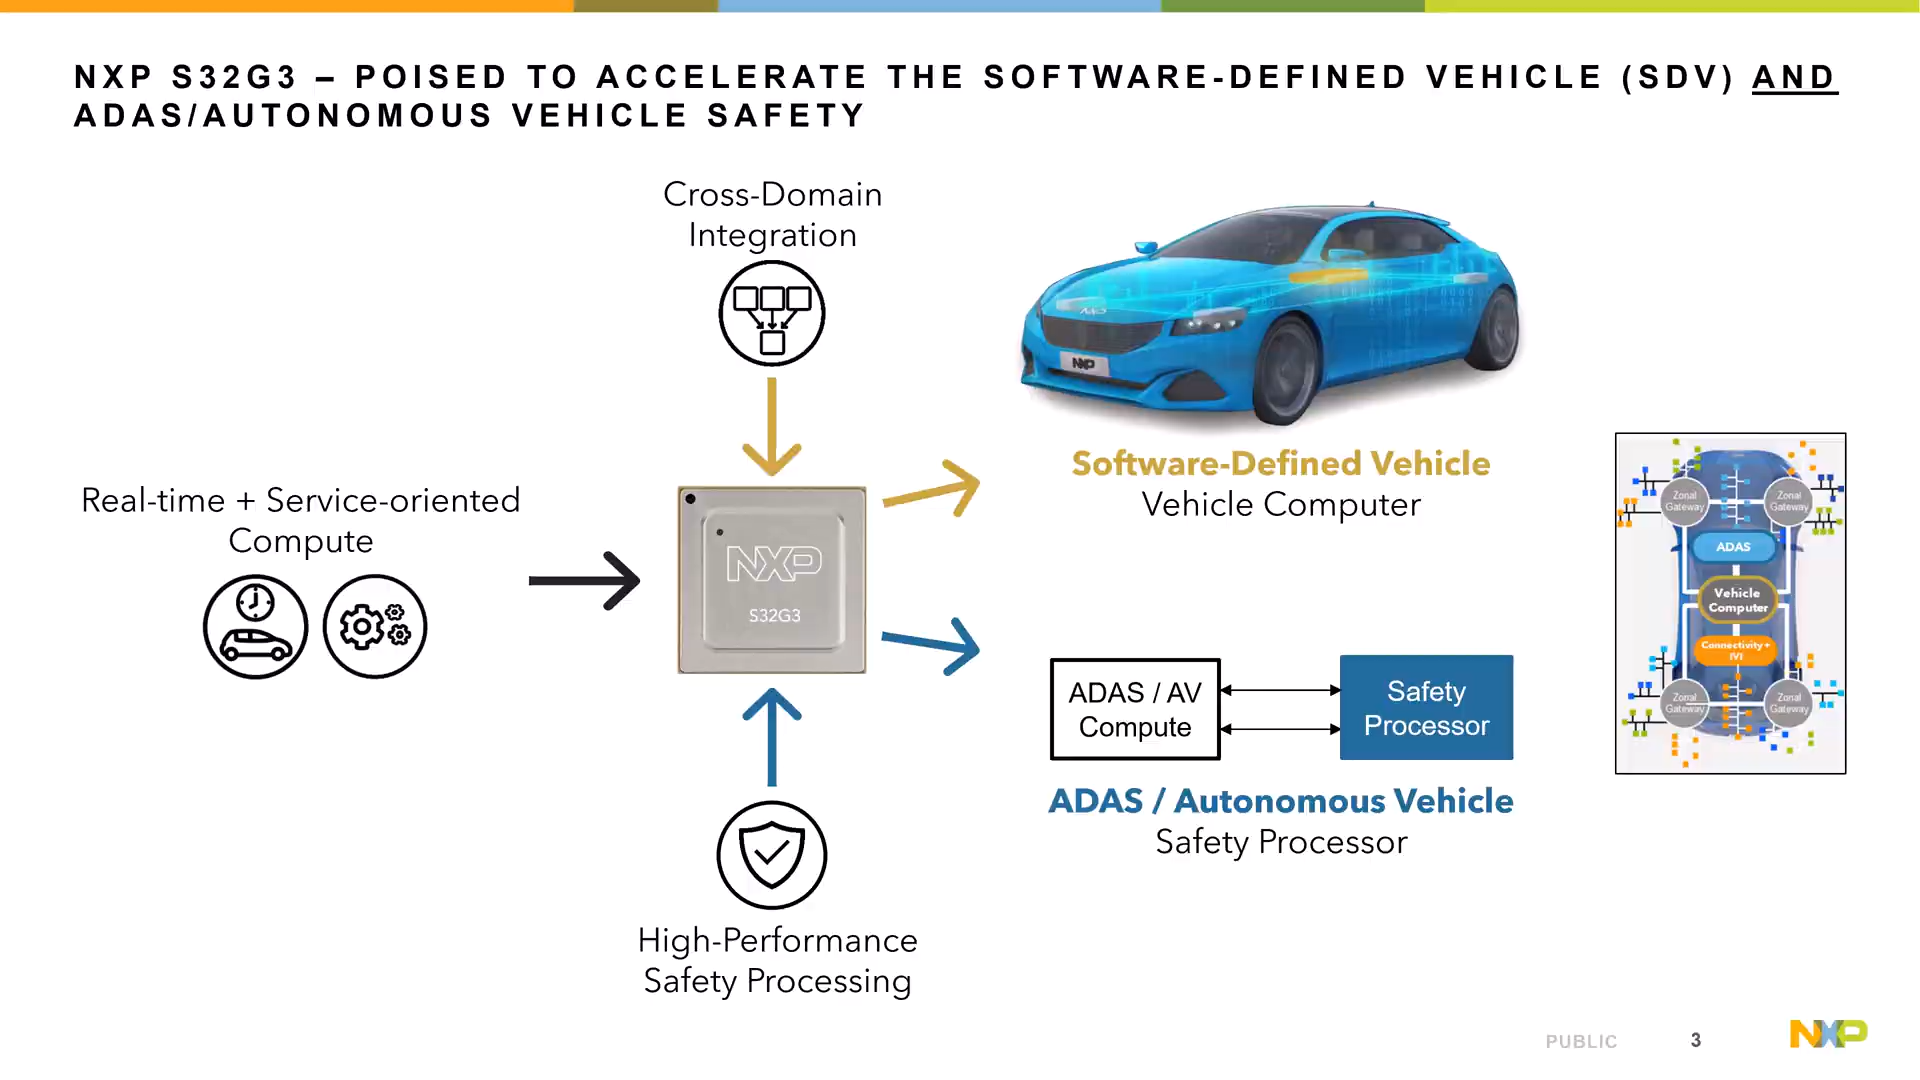 NXP S32G3 – POISED TO ACCELERATE THE SOFTWARE-DEFINED VEHICLE (SDV) AND
ADAS/AUTONOMOUS VEHICLE SAFETY
Cross-Domain
Integration
Real-time + Service-oriented
Compute
NXP
S32G3
High-Performance
Safety Processing
NXP
NXP
Software-Defined Vehicle
Vehicle Computer
ADAS / AV
Compute
Safety
Processor
ADAS / Autonomous Vehicle
Safety Processor
Zonal
Gateway
Zonal
Gateway
ADAS
Vehicle
Computer
Connectivity +
IVI
Zonal
Gateway
Zonal
Gateway
PUBLIC
3
NXP